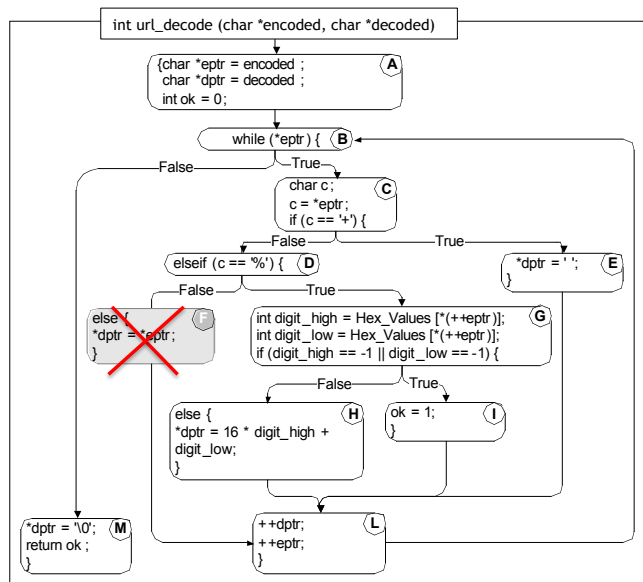 int url_decode (char *encoded, char *decoded)
{char *eptr = encoded ;
A
char *dptr = decoded ;
int ok = 0;
while (*eptr) {
B
False
True
char c;
C
c = *eptr;
if (c == '+') {
False
True
elseif (c == '%') {
D
*dptr = ' ';
E
}
False
True
else {
F
*dptr = *eptr;
}
int digit_high = Hex_Values [*(++eptr)];
G
int digit_low = Hex_Values [*(++eptr)];
if (digit_high == -1 || digit_low == -1) {
False
True
else {
H
*dptr = 16 * digit_high +
digit_low;
}
ok = 1;
I
}
*dptr = '\0';
M
return ok ;
}
++dptr;
L
++eptr;
}